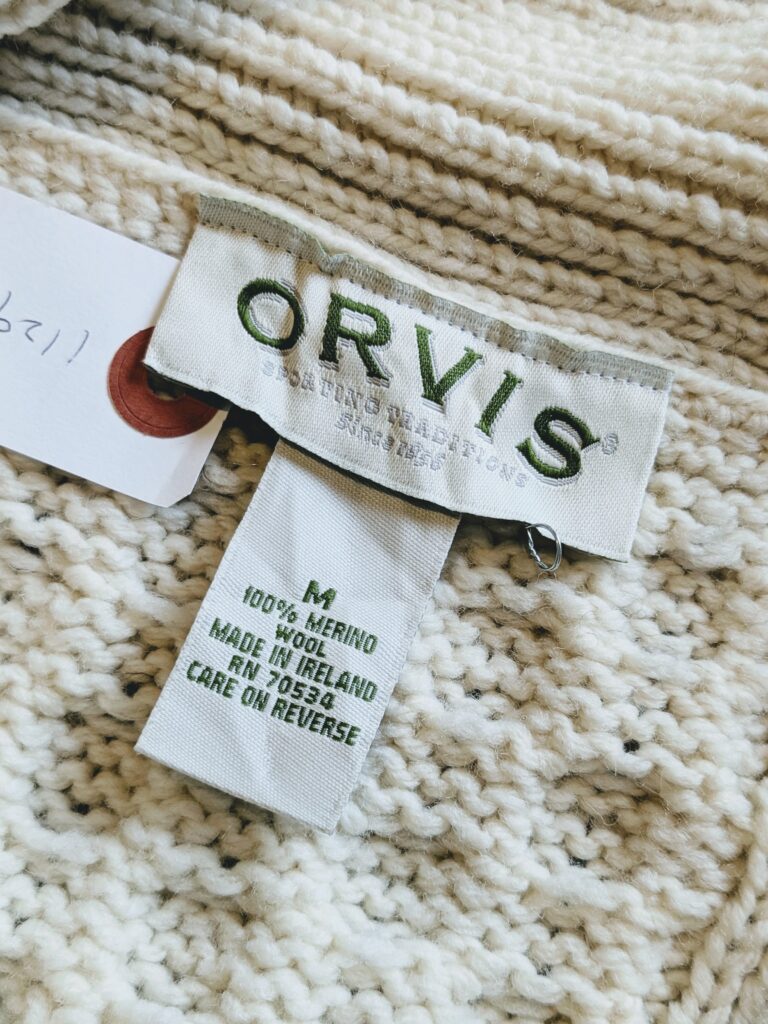 ORVIS®
SPORTING TRADITIONS
Since 1856
M
100% MERINO
WOOL
MADE IN IRELAND
RN 70534
CARE ON REVERSE